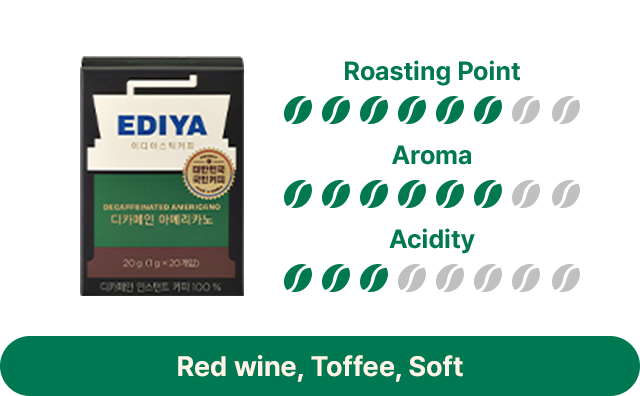 EDIYA
이디야스틱커피
대한민국
국민커피
DECAFFEINATED AMERICANO
디카페인 아메리카노
20g (1g×20개입)
디카페인 인스턴트 커피 100 %
Roasting Point
Aroma
Acidity
Red wine, Toffee, Soft